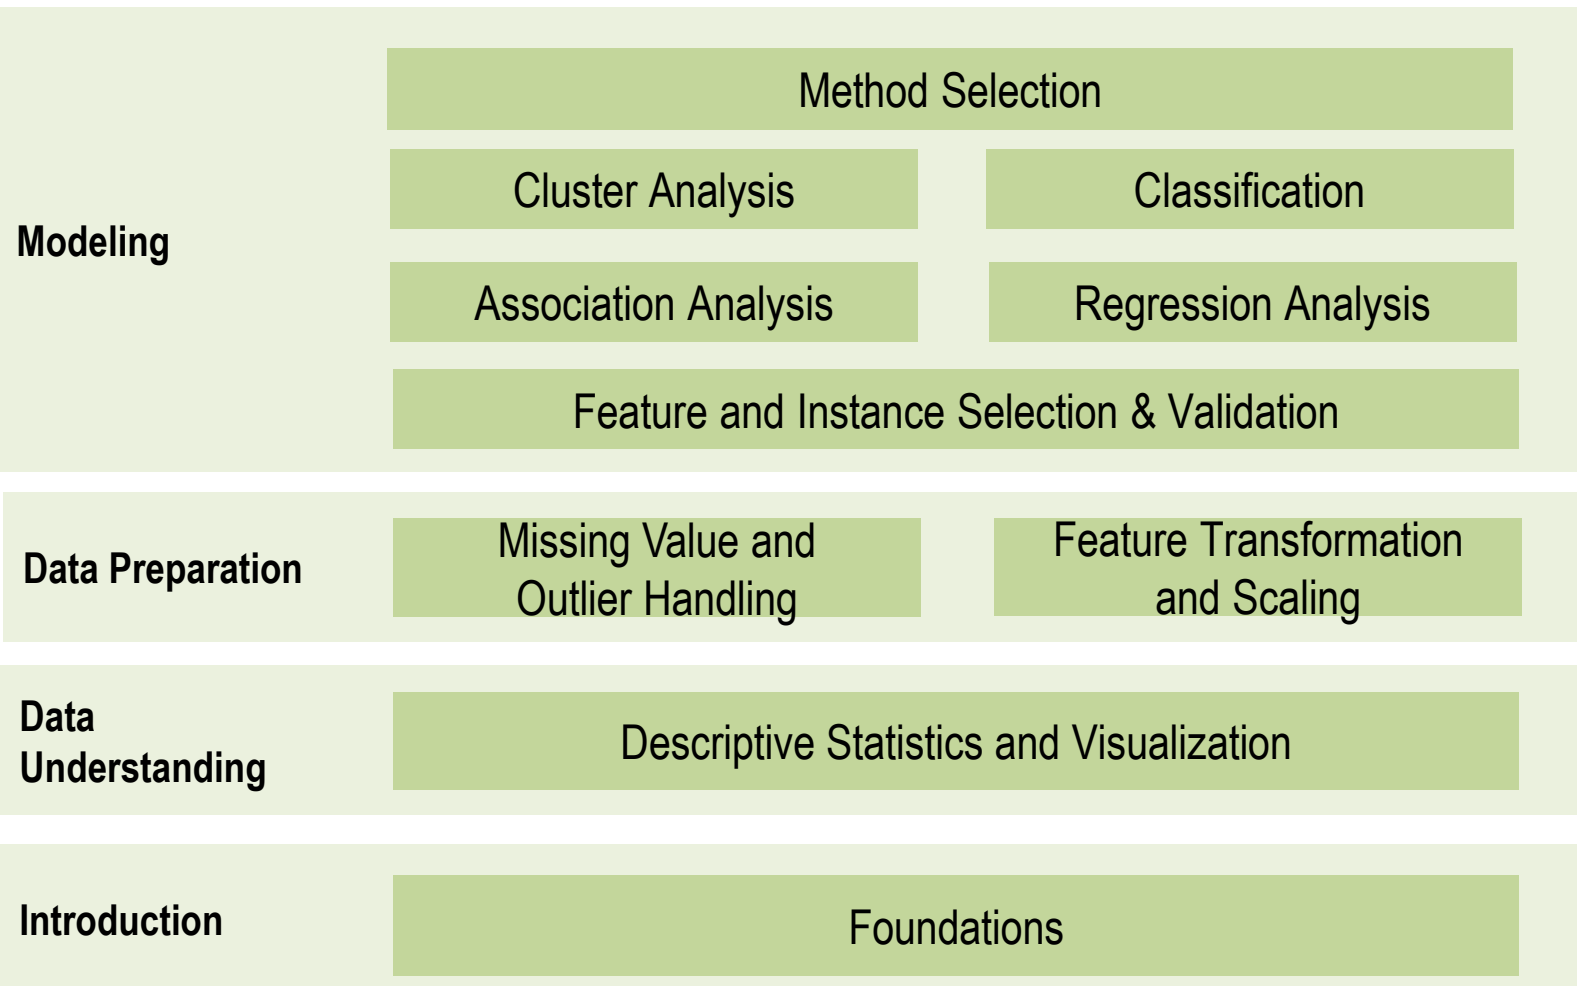 Method Selection
Cluster Analysis
Classification
Modeling
Association Analysis
Regression Analysis
Feature and Instance Selection & Validation
Data Preparation
Missing Value and
Outlier Handling
Feature Transformation
and Scaling
Data
Understanding
Descriptive Statistics and Visualization
Introduction
Foundations